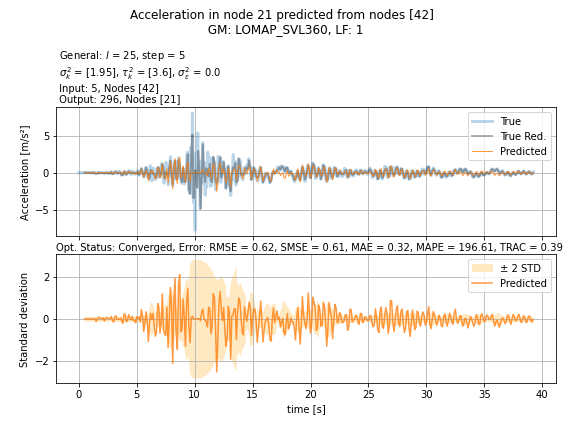 Acceleration in node 21 predicted from nodes [42]
GM: LOMAP_SVL360, LF: 1
General: l = 25, step = 5
σ²ₖ = [1.95], τ²ₖ = [3.6], σ²ε = 0.0
Input: 5, Nodes [42]
Output: 296, Nodes [21]
Acceleration [m/s²]
5
0
−5
True
True Red.
Predicted
Opt. Status: Converged, Error: RMSE = 0.62, SMSE = 0.61, MAE = 0.32, MAPE = 196.61, TRAC = 0.39
Standard deviation
2
0
−2
± 2 STD
Predicted
0 5 10 15 20 25 30 35 40
time [s]